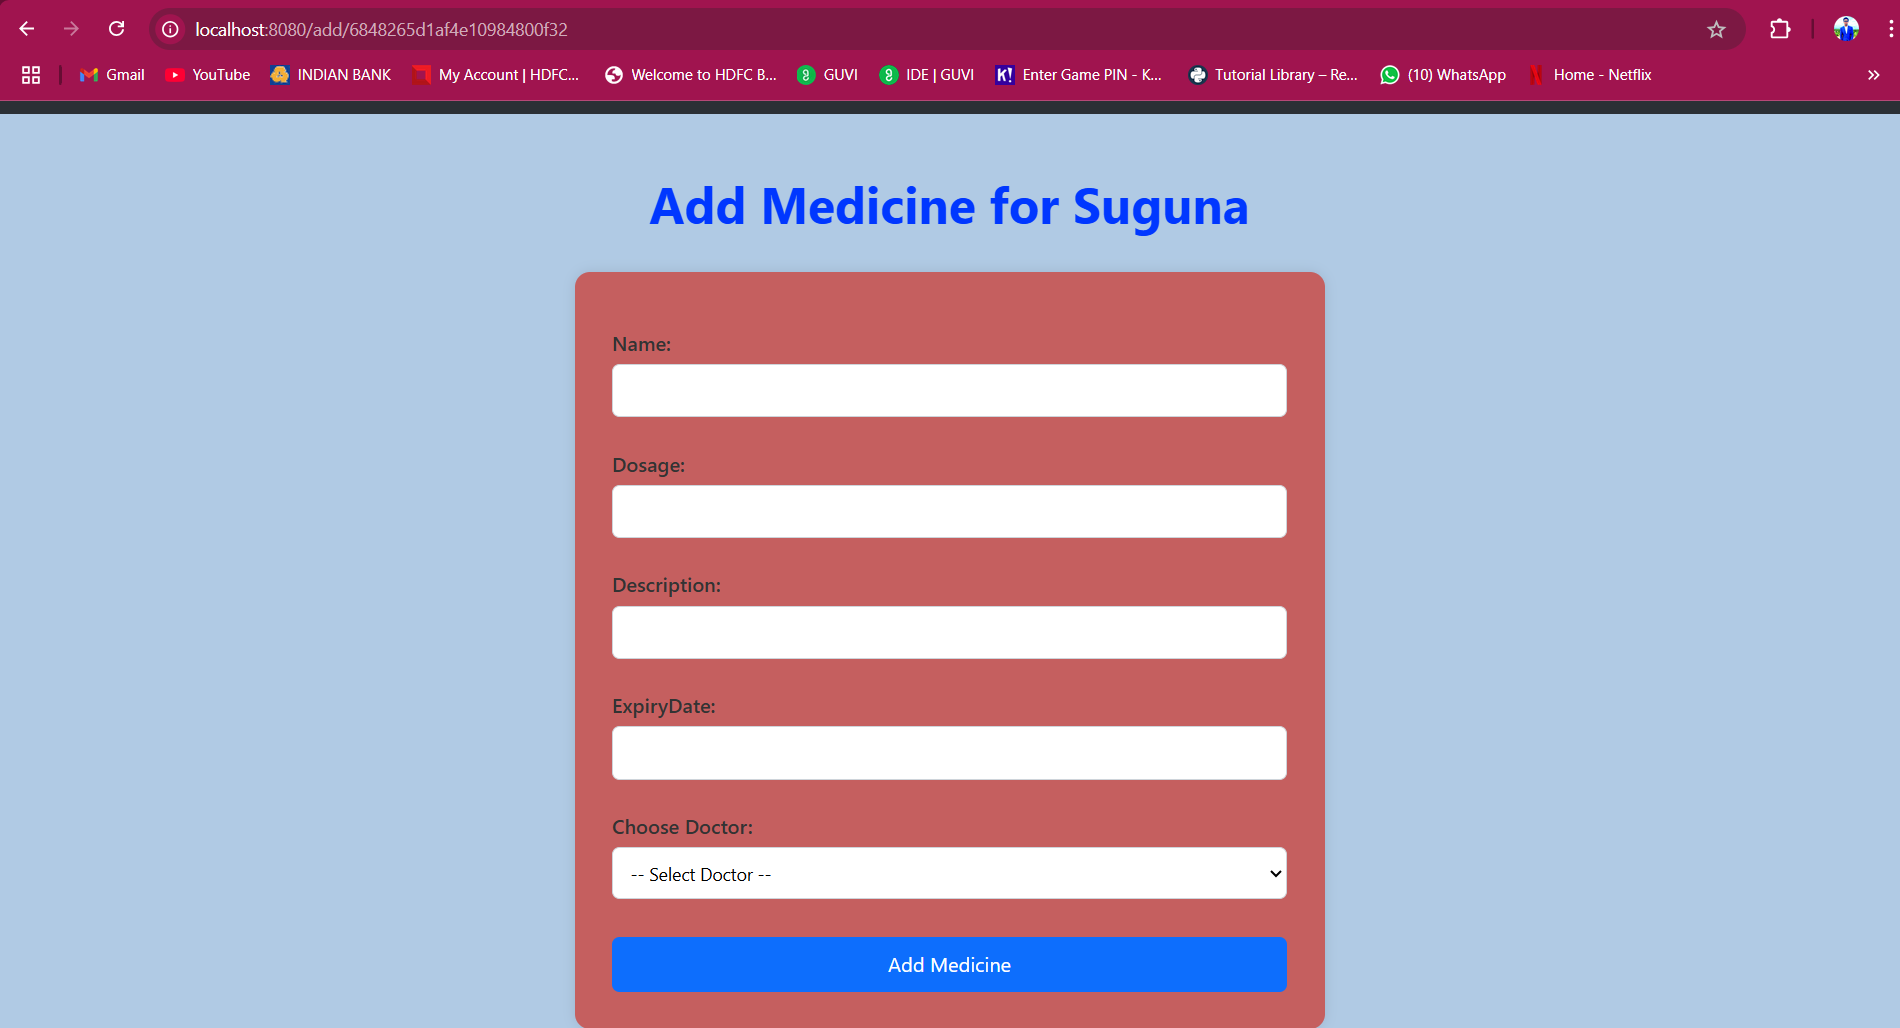 localhost:8080/add/6848265d1af4e10984800f32
Gmail YouTube INDIAN BANK My Account | HDFC... Welcome to HDFC B... GUVI IDE | GUVI K! Enter Game PIN - K... Tutorial Library – Re... (10) WhatsApp Home - Netflix
Add Medicine for Suguna
Name:
Dosage:
Description:
ExpiryDate:
Choose Doctor:
-- Select Doctor --
Add Medicine